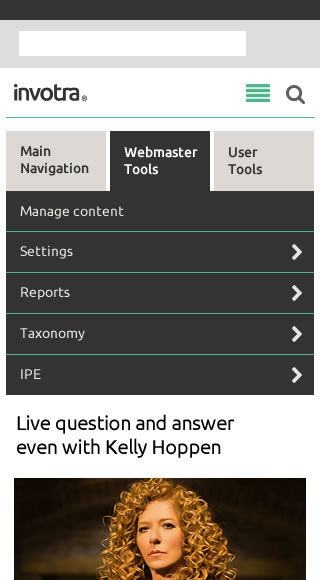 invotra®
Main
Navigation
Webmaster
Tools
User
Tools
Manage content
Settings
Reports
Taxonomy
IPE
Live question and answer
even with Kelly Hoppen